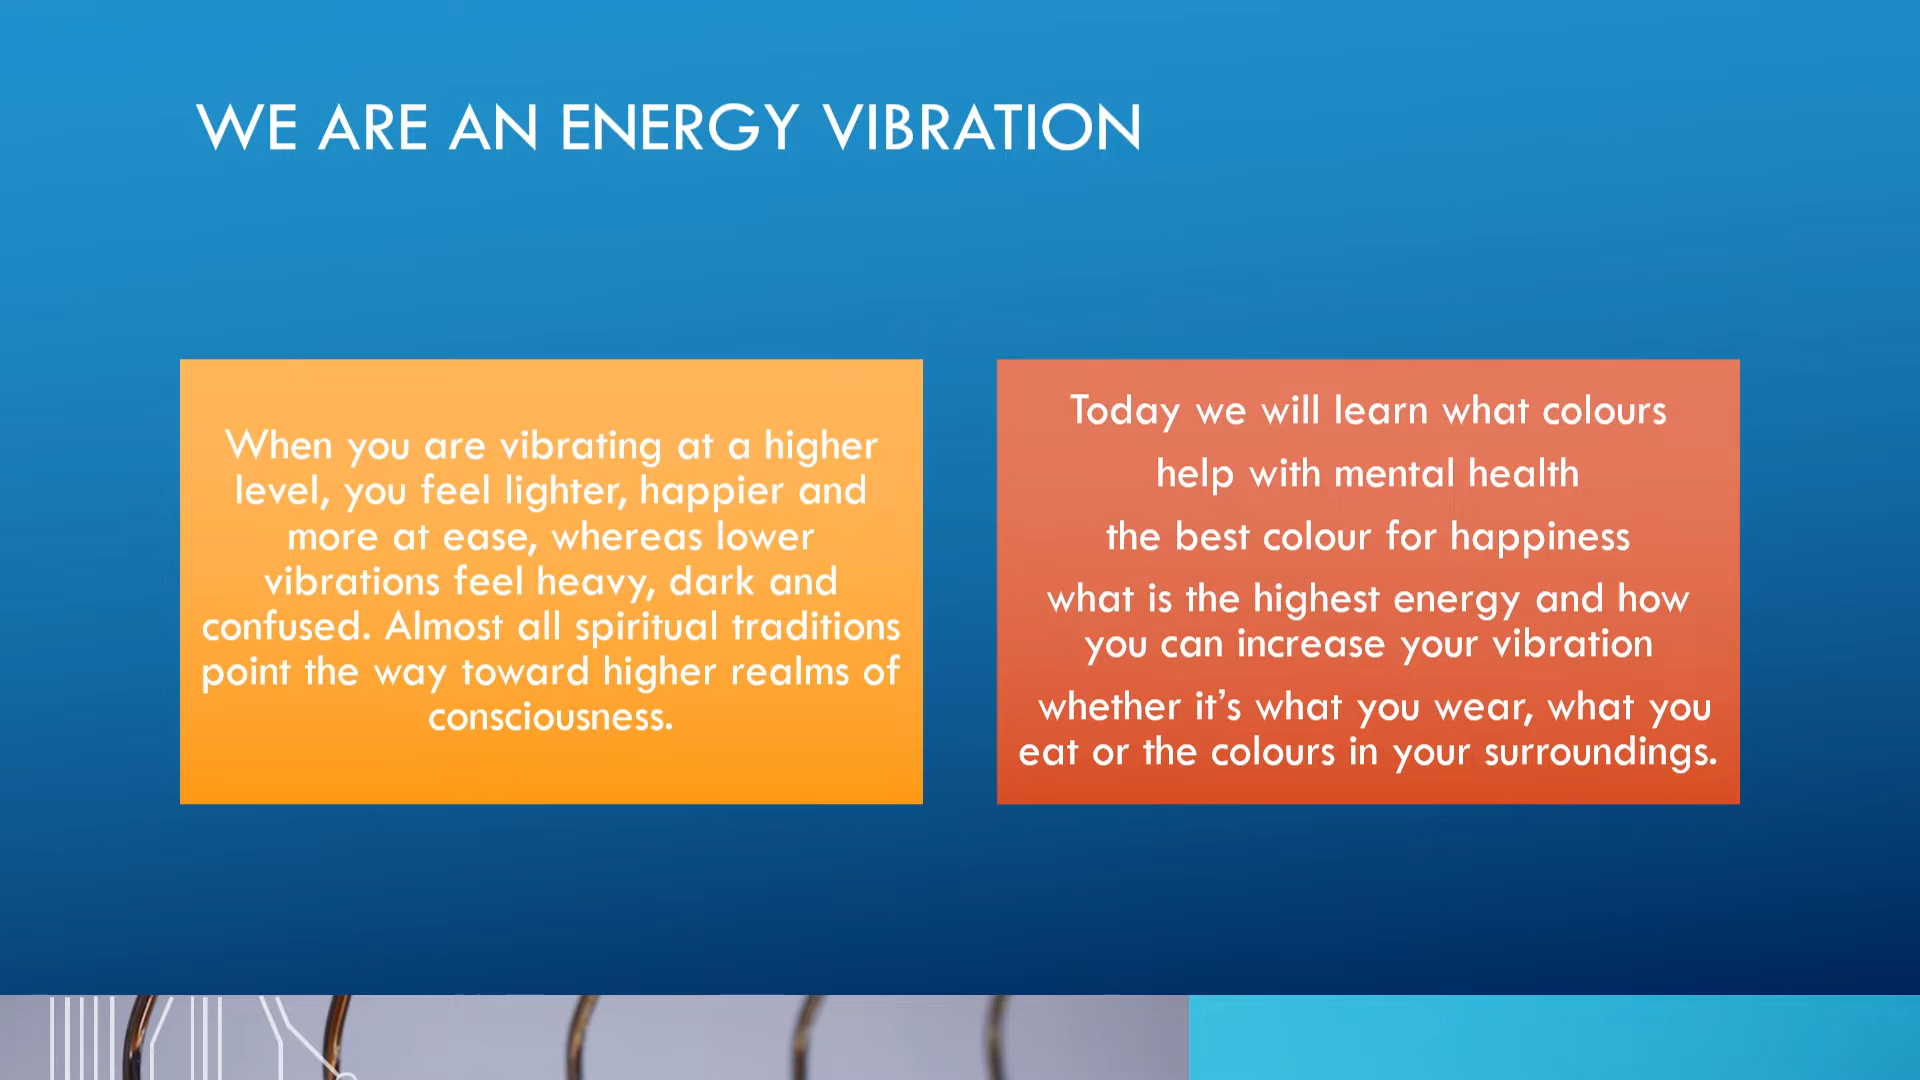 WE ARE AN ENERGY VIBRATION
When you are vibrating at a higher
level, you feel lighter, happier and
more at ease, whereas lower
vibrations feel heavy, dark and
confused. Almost all spiritual traditions
point the way toward higher realms of
consciousness.
Today we will learn what colours
help with mental health
the best colour for happiness
what is the highest energy and how
you can increase your vibration
whether it’s what you wear, what you
eat or the colours in your surroundings.